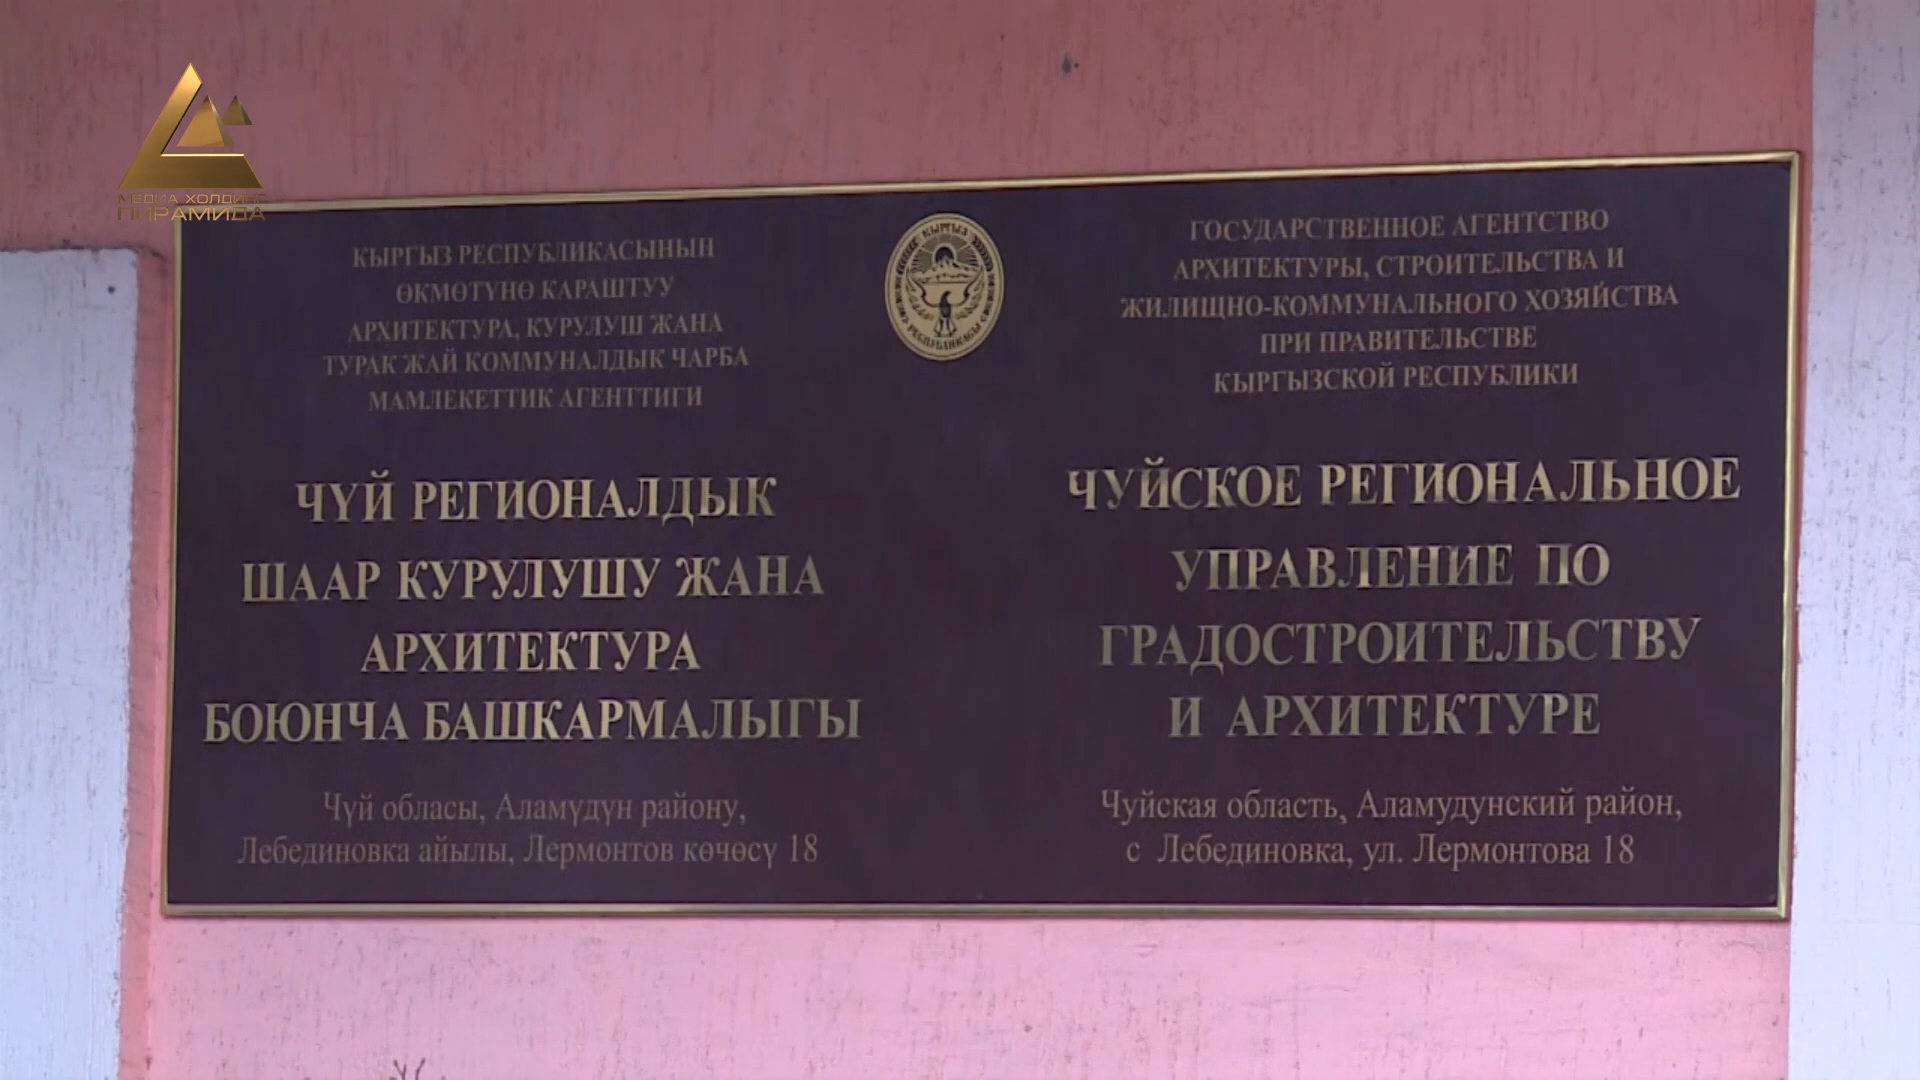 МЕДИА ХОЛДИНГ
ПИРАМИДА
КЫРГЫЗ РЕСПУБЛИКАСЫНЫН
ӨКМӨТҮНӨ КАРАШТУУ
АРХИТЕКТУРА, КУРУЛУШ ЖАНА
ТУРАК ЖАЙ КОММУНАЛДЫК ЧАРБА
МАМЛЕКЕТТИК АГЕНТТИГИ
ЧҮЙ РЕГИОНАЛДЫК
ШААР КУРУЛУШУ ЖАНА
АРХИТЕКТУРА
БОЮНЧА БАШКАРМАЛЫГЫ
Чүй обласы, Аламүдүн району,
Лебединовка айылы, Лермонтов көчөсү 18
КЫРГЫЗ
РЕСПУБЛИКАСЫ
ГОСУДАРСТВЕННОЕ АГЕНТСТВО
АРХИТЕКТУРЫ, СТРОИТЕЛЬСТВА И
ЖИЛИЩНО-КОММУНАЛЬНОГО ХОЗЯЙСТВА
ПРИ ПРАВИТЕЛЬСТВЕ
КЫРГЫЗСКОЙ РЕСПУБЛИКИ
ЧУЙСКОЕ РЕГИОНАЛЬНОЕ
УПРАВЛЕНИЕ ПО
ГРАДОСТРОИТЕЛЬСТВУ
И АРХИТЕКТУРЕ
Чуйская область, Аламудунский район,
с Лебединовка, ул. Лермонтова 18